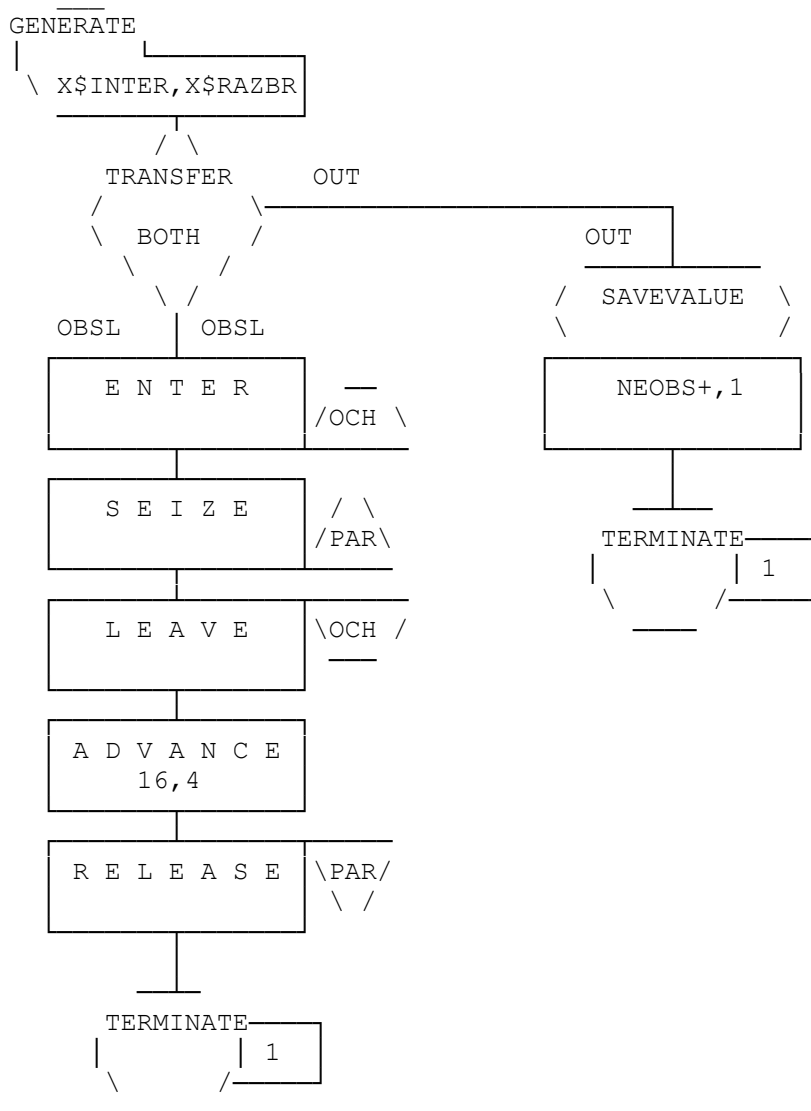 GENERATE
X$INTER,X$RAZBR
TRANSFER OUT
BOTH OUT
SAVEVALUE
OBSL OBSL
E N T E R NEOBS+,1
OCH
S E I Z E
PAR TERMINATE
1
L E A V E OCH
A D V A N C E
16,4
R E L E A S E PAR
TERMINATE
1